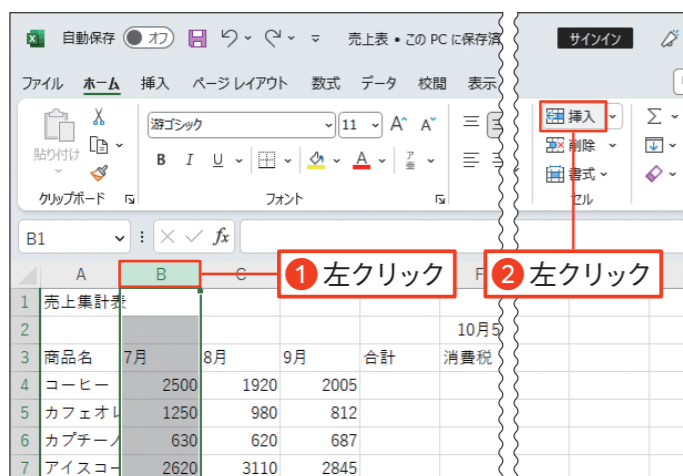 自動保存 オフ 売上表 • この PC に保存済 サインイン
ファイル ホーム 挿入 ページ レイアウト 数式 データ 校閲 表示
貼り付け 游ゴシック 11 A^ A˅ 挿入
B I U A 削除
書式
クリップボード フォント セル
B1 fx
A B C F
❶ 左クリック ❷ 左クリック
1 売上集計表
2 10月5
3 商品名 7月 8月 9月 合計 消費税
4 コーヒー 2500 1920 2005
5 カフェオレ 1250 980 812
6 カプチーノ 630 620 687
7 アイスコー 2620 3110 2845